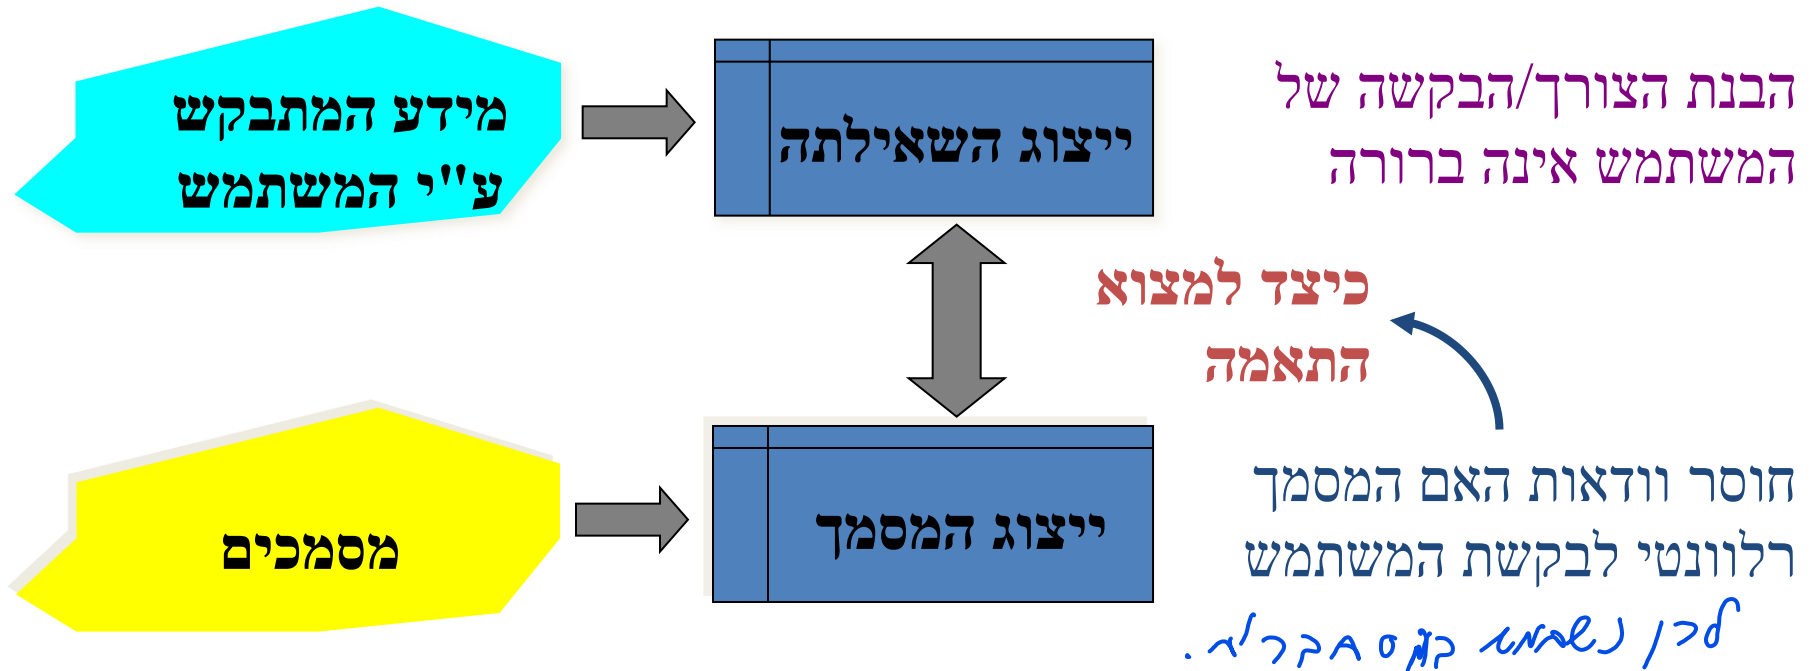 מידע המתבקש
ע"י המשתמש
ייצוג השאילתה
הבנת הצורך/הבקשה של
המשתמש אינה ברורה
כיצד למצוא
התאמה
מסמכים
ייצוג המסמך
חוסר וודאות האם המסמך
רלוונטי לבקשת המשתמש
לכן נשתמש